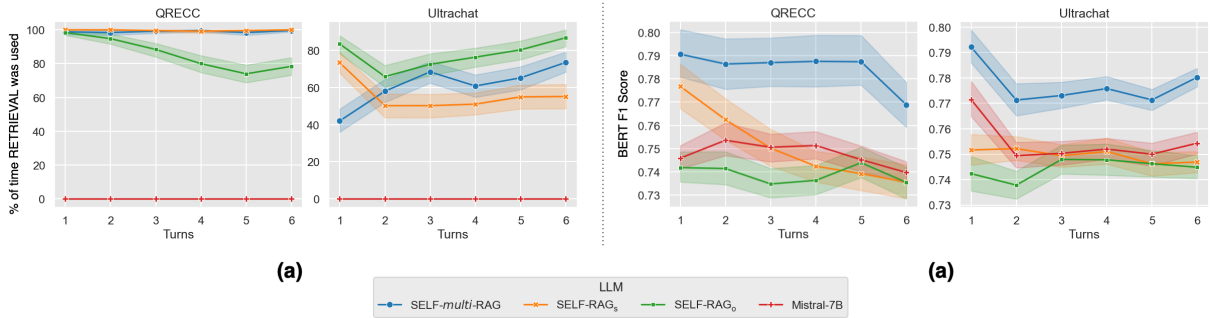 QRECC
% of time RETRIEVAL was used
100
80
60
40
20
0
1 2 3 4 5 6
Turns
Ultrachat
80
60
40
20
0
1 2 3 4 5 6
Turns
(a)
QRECC
BERT F1 Score
0.80
0.79
0.78
0.77
0.76
0.75
0.74
0.73
1 2 3 4 5 6
Turns
Ultrachat
0.80
0.79
0.78
0.77
0.76
0.75
0.74
0.73
1 2 3 4 5 6
Turns
(a)
LLM
SELF-multi-RAG SELF-RAGs SELF-RAGo Mistral-7B